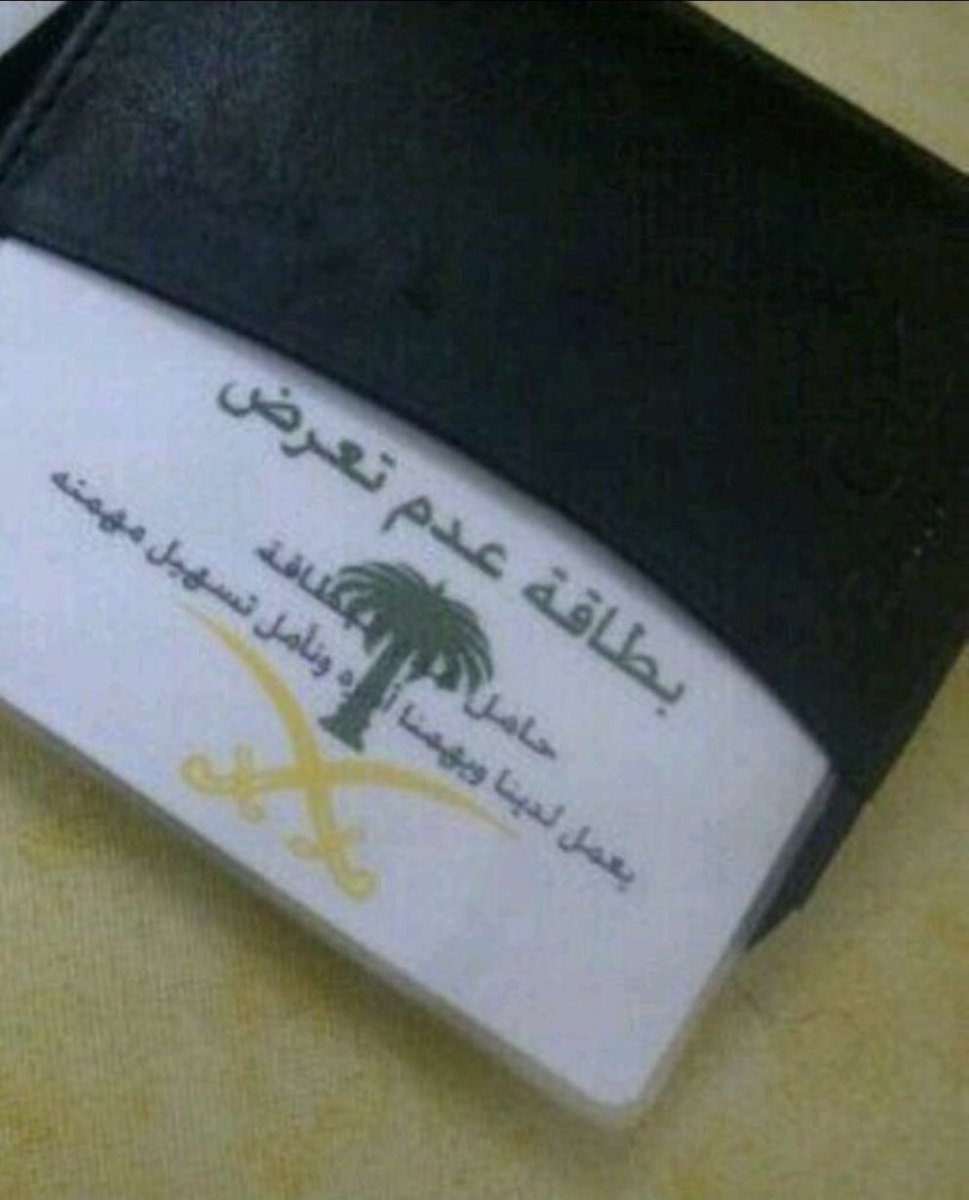 بطاقة عدم تعرض
حامل البطاقة
يعمل لدينا ويهمنا أمره ونأمل تسهيل مهمته